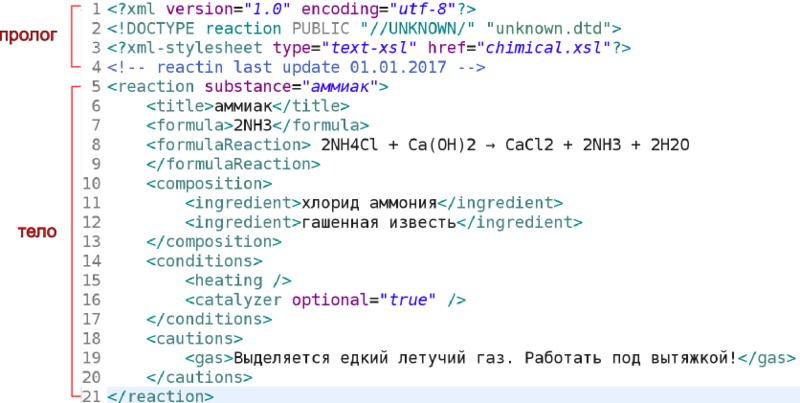 пролог
тело
1 <?xml version="1.0" encoding="utf-8"?>
2 <!DOCTYPE reaction PUBLIC "//UNKNOWN/" "unknown.dtd">
3 <?xml-stylesheet type="text-xsl" href="chimical.xsl"?>
4 <!-- reactin last update 01.01.2017 -->
5 <reaction substance="аммиак">
6     <title>аммиак</title>
7     <formula>2NH3</formula>
8     <formulaReaction> 2NH4Cl + Ca(OH)2 → CaCl2 + 2NH3 + 2H2O
9     </formulaReaction>
10     <composition>
11         <ingredient>хлорид аммония</ingredient>
12         <ingredient>гашенная известь</ingredient>
13     </composition>
14     <conditions>
15         <heating />
16         <catalyzer optional="true" />
17     </conditions>
18     <cautions>
19         <gas>Выделяется едкий летучий газ. Работать под вытяжкой!</gas>
20     </cautions>
21 </reaction>